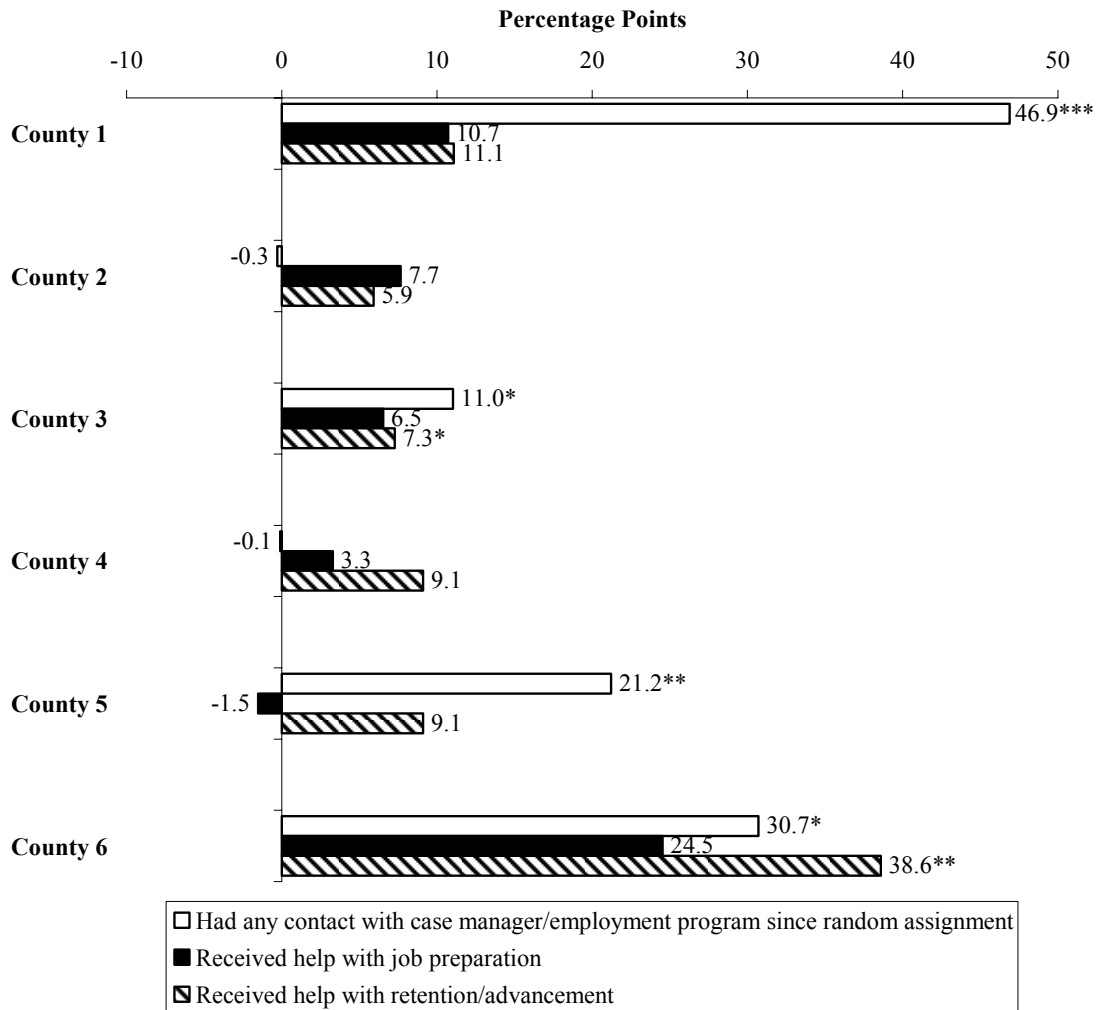 Percentage Points
-10 0 10 20 30 40 50
County 1
46.9***
10.7
11.1
County 2
-0.3
7.7
5.9
County 3
11.0*
6.5
7.3*
County 4
-0.1
3.3
9.1
County 5
21.2**
-1.5
9.1
County 6
30.7*
24.5
38.6**
Had any contact with case manager/employment program since random assignment
Received help with job preparation
Received help with retention/advancement